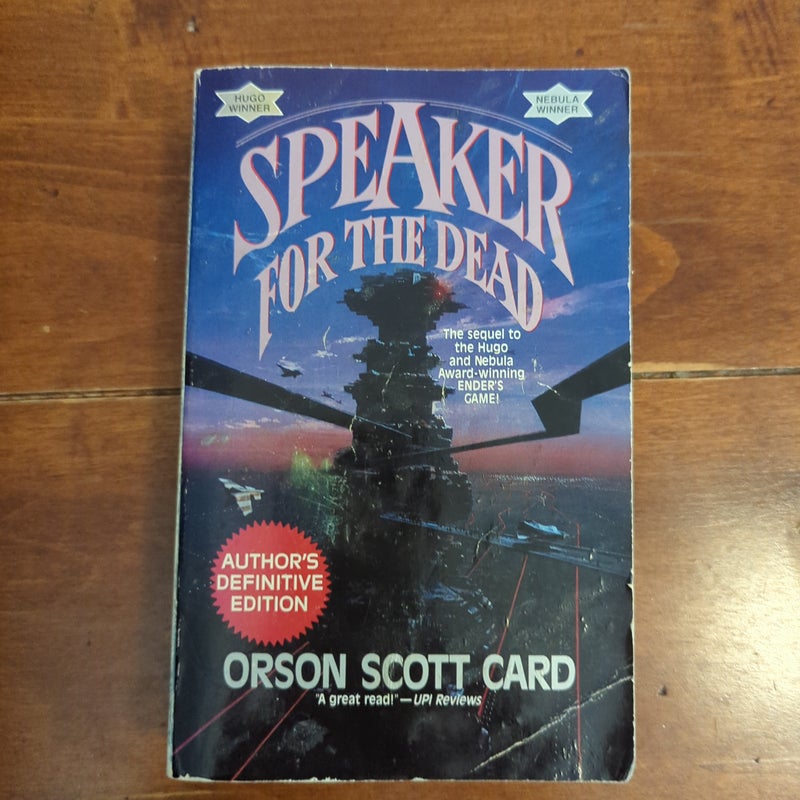 HUGO
WINNER
NEBULA
WINNER
SPEAKER
FOR THE DEAD
The sequel to
the Hugo
and Nebula
Award-winning
ENDER'S
GAME!
AUTHOR'S
DEFINITIVE
EDITION
ORSON SCOTT CARD
"A great read!" — UPI Reviews